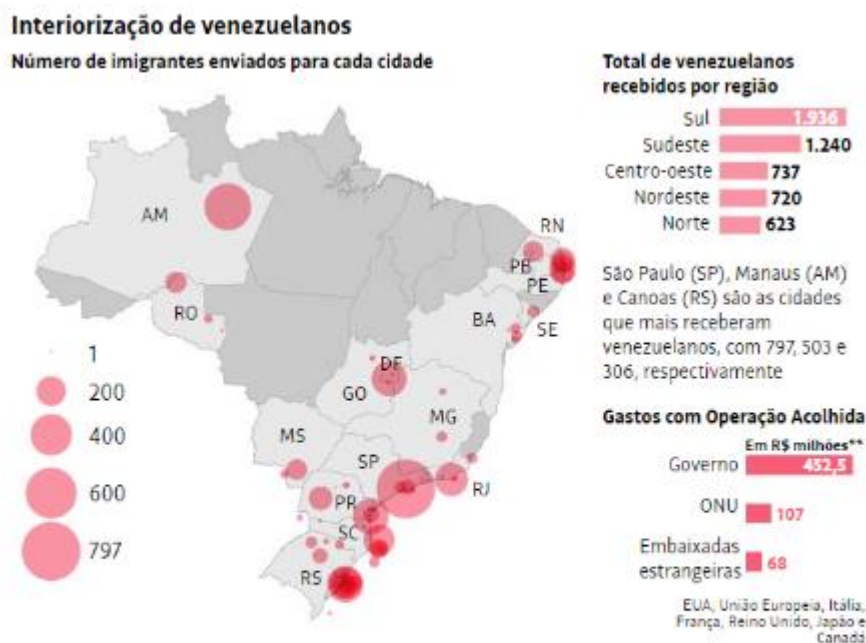 Interiorização de venezuelanos
Número de imigrantes enviados para cada cidade
AM
RO
RN
PB
PE
SE
BA
DF
GO
MG
MS
SP
RJ
PR
SC
RS
1
200
400
600
797
Total de venezuelanos
recebidos por região
Sul 1.936
Sudeste 1.240
Centro-oeste 737
Nordeste 720
Norte 623
São Paulo (SP), Manaus (AM)
e Canoas (RS) são as cidades
que mais receberam
venezuelanos, com 797, 503 e
306, respectivamente
Gastos com Operação Acolhida
Em R$ milhões**
Governo 452,5
ONU 107
Embaixadas
estrangeiras 68
EUA, União Europeia, Itália,
França, Reino Unido, Japão e
Canadá